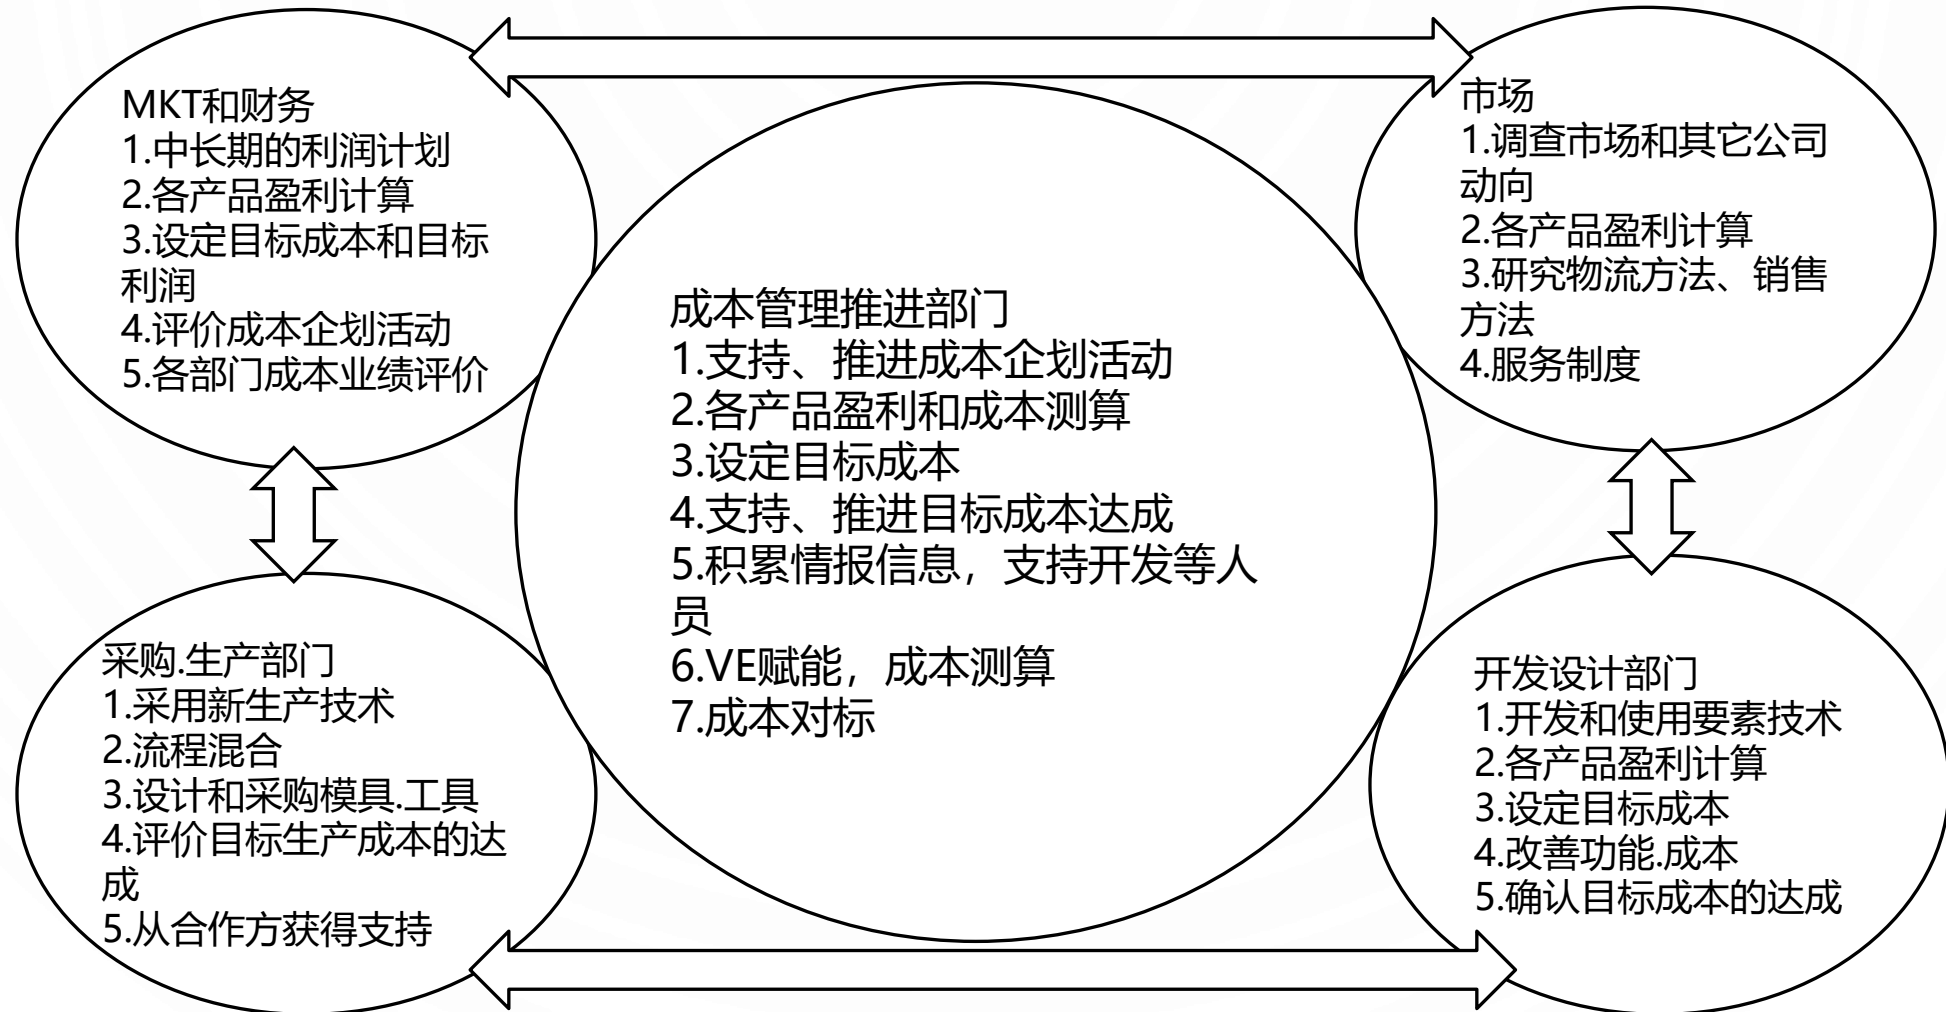 MKT和财务
1.中长期的利润计划
2.各产品盈利计算
3.设定目标成本和目标
利润
4.评价成本企划活动
5.各部门成本业绩评价
市场
1.调查市场和其它公司
动向
2.各产品盈利计算
3.研究物流方法、销售
方法
4.服务制度
成本管理推进部门
1.支持、推进成本企划活动
2.各产品盈利和成本测算
3.设定目标成本
4.支持、推进目标成本达成
5.积累情报信息，支持开发等人
员
6.VE赋能，成本测算
7.成本对标
采购.生产部门
1.采用新生产技术
2.流程混合
3.设计和采购模具.工具
4.评价目标生产成本的达
成
5.从合作方获得支持
开发设计部门
1.开发和使用要素技术
2.各产品盈利计算
3.设定目标成本
4.改善功能.成本
5.确认目标成本的达成